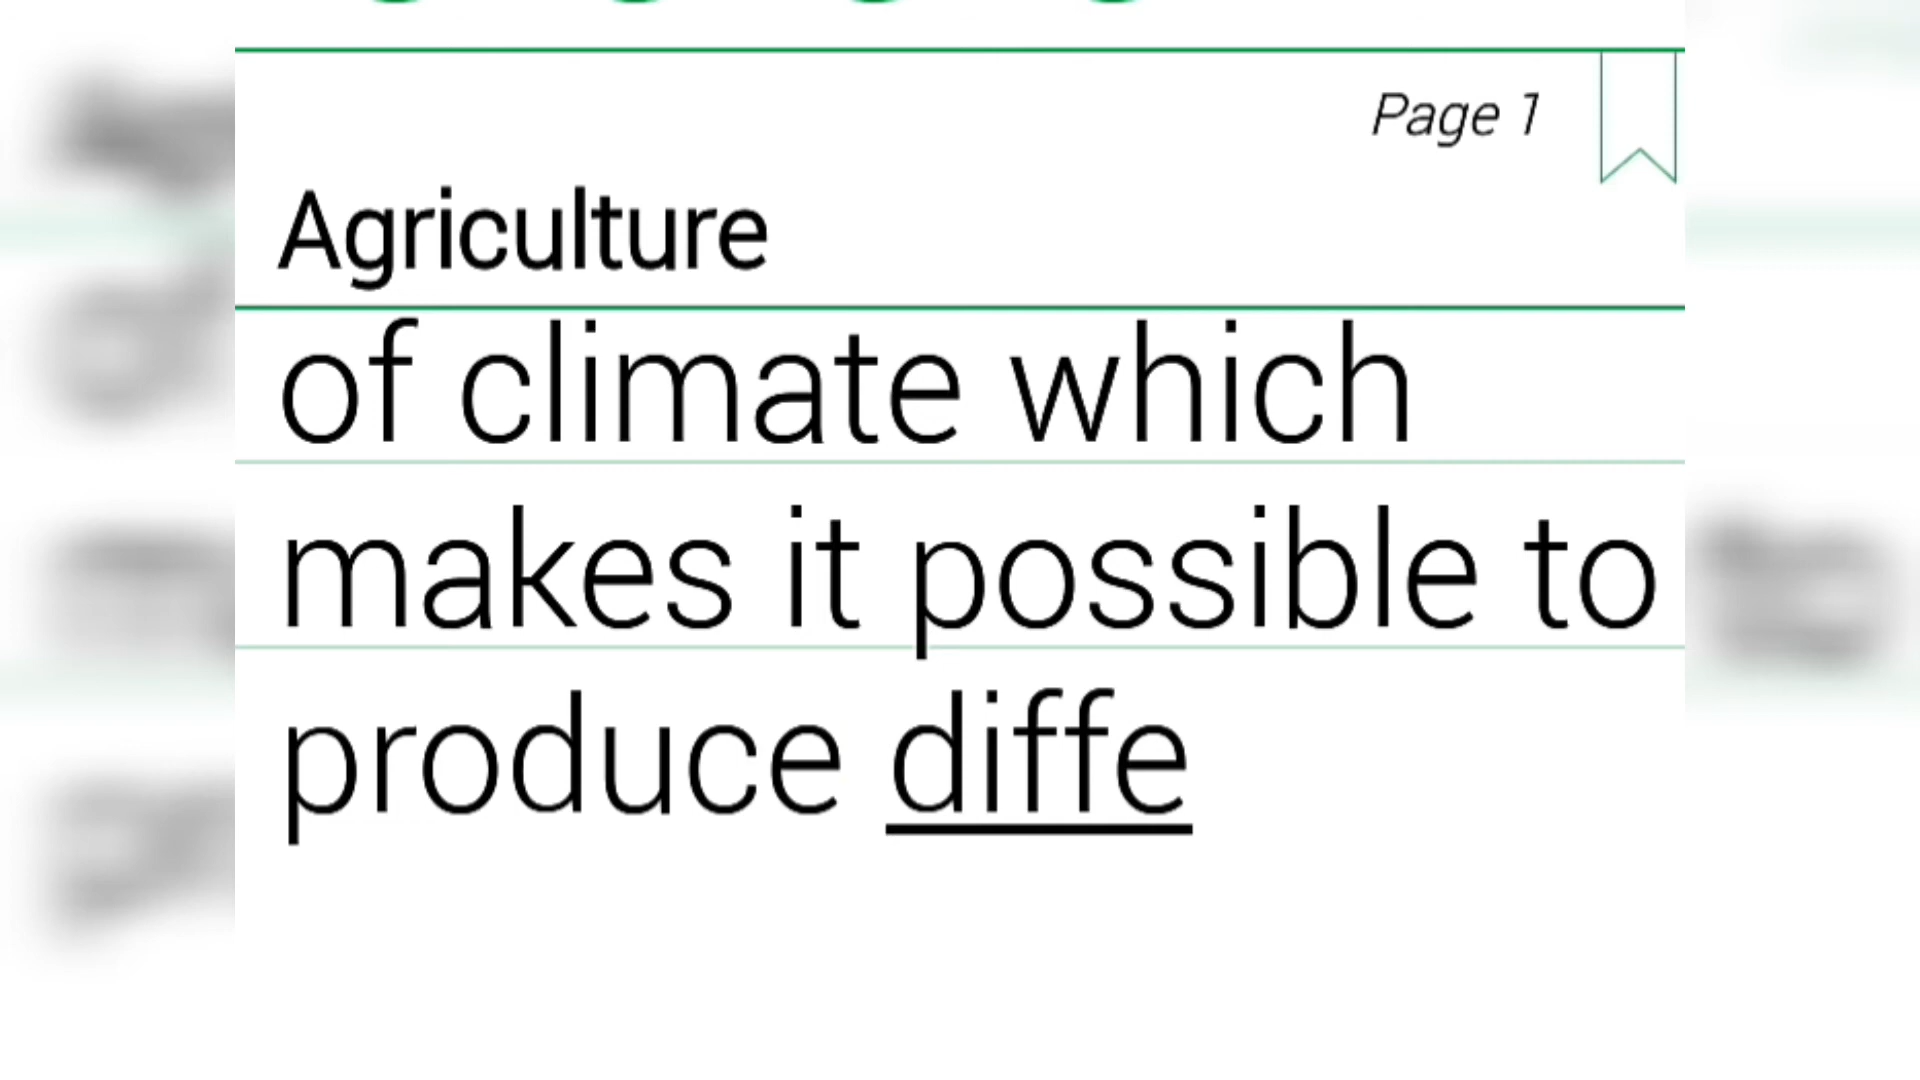 Page 1
Agriculture
of climate which
makes it possible to
produce diffe